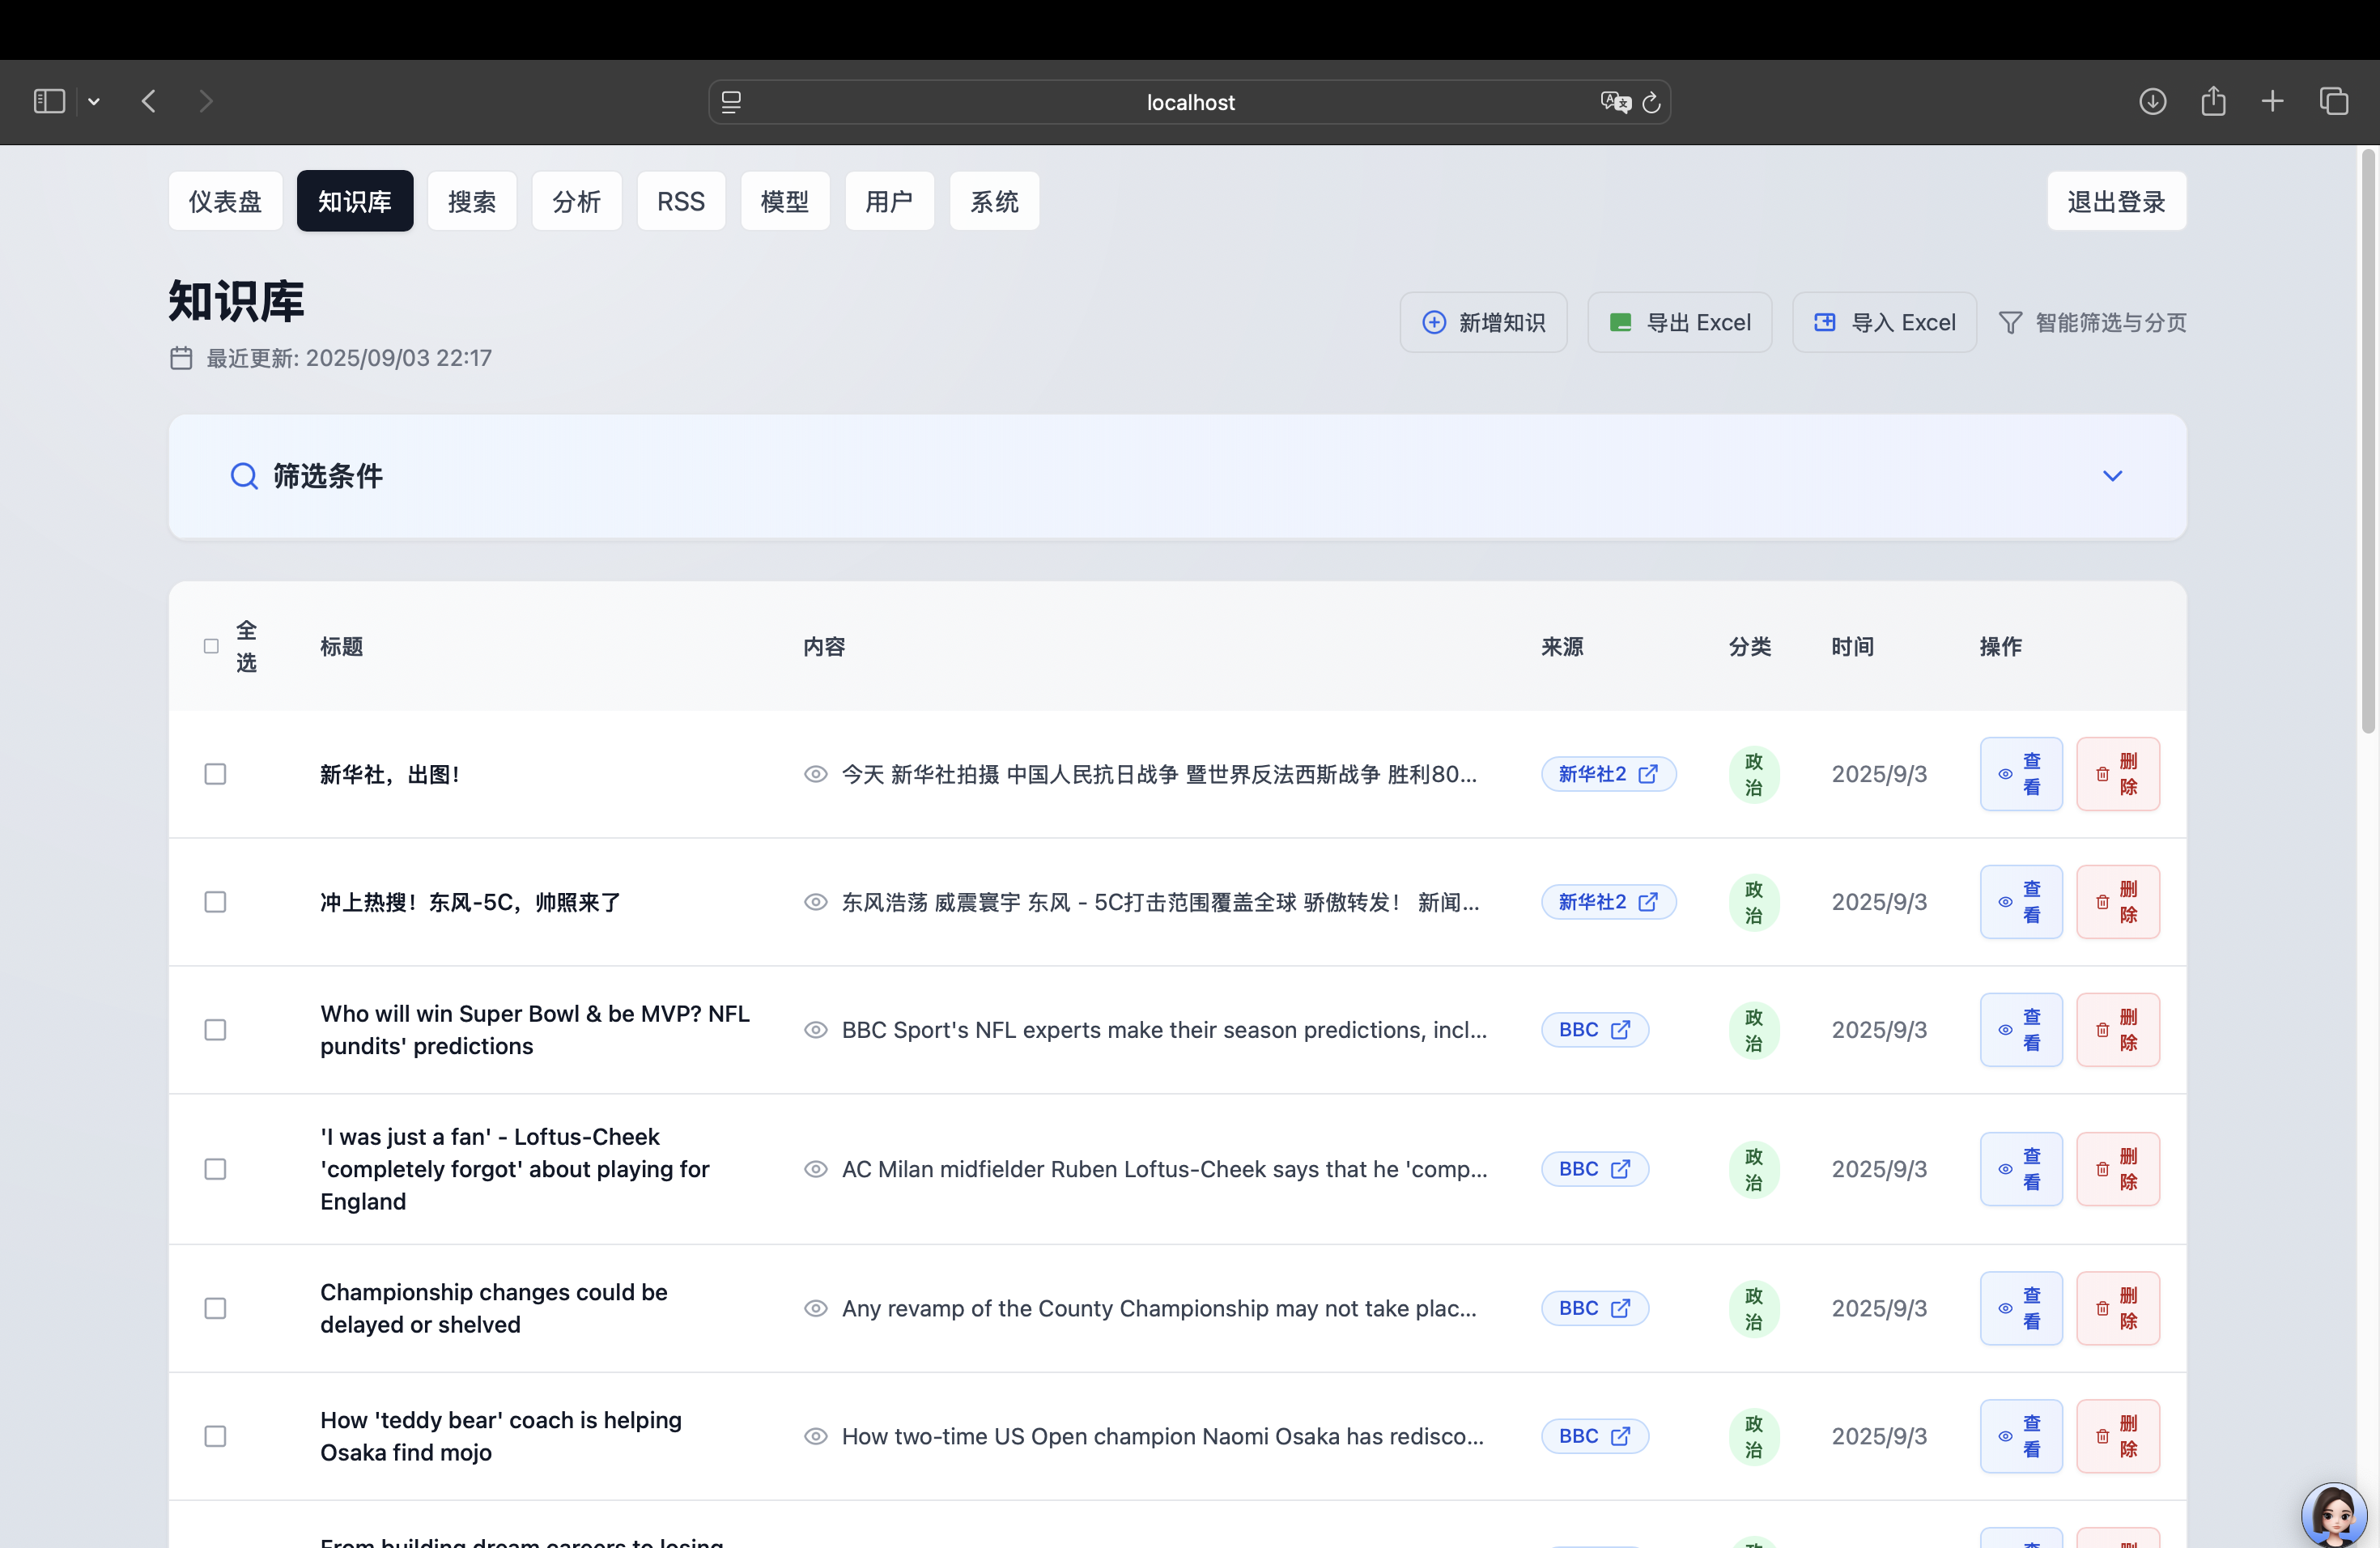 localhost
仪表盘 知识库 搜索 分析 RSS 模型 用户 系统 退出登录
知识库
最近更新: 2025/09/03 22:17
新增知识 导出 Excel 导入 Excel 智能筛选与分页
筛选条件
全选 标题 内容 来源 分类 时间 操作
新华社，出图！ 今天 新华社拍摄 中国人民抗日战争 暨世界反法西斯战争 胜利80... 新华社2 政治 2025/9/3 查看 删除
冲上热搜！东风-5C，帅照来了 东风浩荡 威震寰宇 东风 - 5C打击范围覆盖全球 骄傲转发！ 新闻... 新华社2 政治 2025/9/3 查看 删除
Who will win Super Bowl & be MVP? NFL
pundits' predictions
BBC Sport's NFL experts make their season predictions, incl... BBC 政治 2025/9/3 查看 删除
'I was just a fan' - Loftus-Cheek
'completely forgot' about playing for
England
AC Milan midfielder Ruben Loftus-Cheek says that he 'comp... BBC 政治 2025/9/3 查看 删除
Championship changes could be
delayed or shelved
Any revamp of the County Championship may not take plac... BBC 政治 2025/9/3 查看 删除
How 'teddy bear' coach is helping
Osaka find mojo
How two-time US Open champion Naomi Osaka has redisco... BBC 政治 2025/9/3 查看 删除
From building dream careers to losing